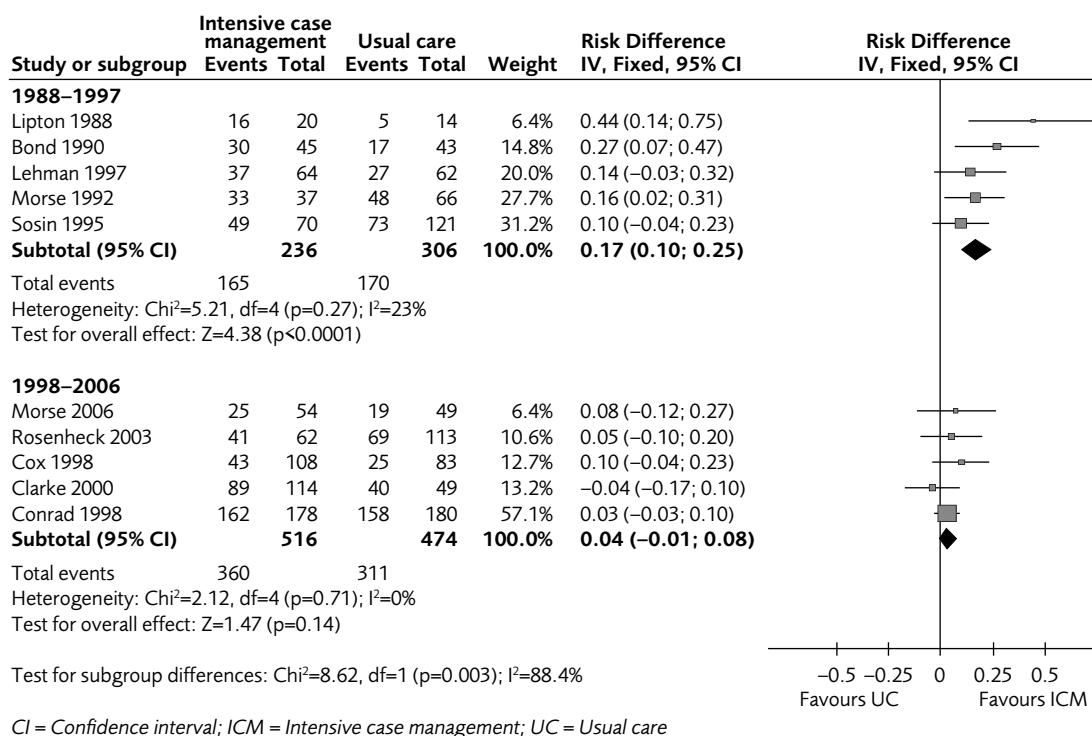 Intensive case management Usual care Risk Difference Risk Difference
Study or subgroup Events Total Events Total Weight IV, Fixed, 95% CI IV, Fixed, 95% CI
1988–1997
Lipton 1988 16 20 5 14 6.4% 0.44 (0.14; 0.75)
Bond 1990 30 45 17 43 14.8% 0.27 (0.07; 0.47)
Lehman 1997 37 64 27 62 20.0% 0.14 (–0.03; 0.32)
Morse 1992 33 37 48 66 27.7% 0.16 (0.02; 0.31)
Sosin 1995 49 70 73 121 31.2% 0.10 (–0.04; 0.23)
Subtotal (95% CI) 236 306 100.0% 0.17 (0.10; 0.25)
Total events 165 170
Heterogeneity: Chi²=5.21, df=4 (p=0.27); I²=23%
Test for overall effect: Z=4.38 (p<0.0001)
1998–2006
Morse 2006 25 54 19 49 6.4% 0.08 (–0.12; 0.27)
Rosenheck 2003 41 62 69 113 10.6% 0.05 (–0.10; 0.20)
Cox 1998 43 108 25 83 12.7% 0.10 (–0.04; 0.23)
Clarke 2000 89 114 40 49 13.2% –0.04 (–0.17; 0.10)
Conrad 1998 162 178 158 180 57.1% 0.03 (–0.03; 0.10)
Subtotal (95% CI) 516 474 100.0% 0.04 (–0.01; 0.08)
Total events 360 311
Heterogeneity: Chi²=2.12, df=4 (p=0.71); I²=0%
Test for overall effect: Z=1.47 (p=0.14)
Test for subgroup differences: Chi²=8.62, df=1 (p=0.003); I²=88.4%
–0.5 –0.25 0 0.25 0.5
Favours UC Favours ICM
CI = Confidence interval; ICM = Intensive case management; UC = Usual care